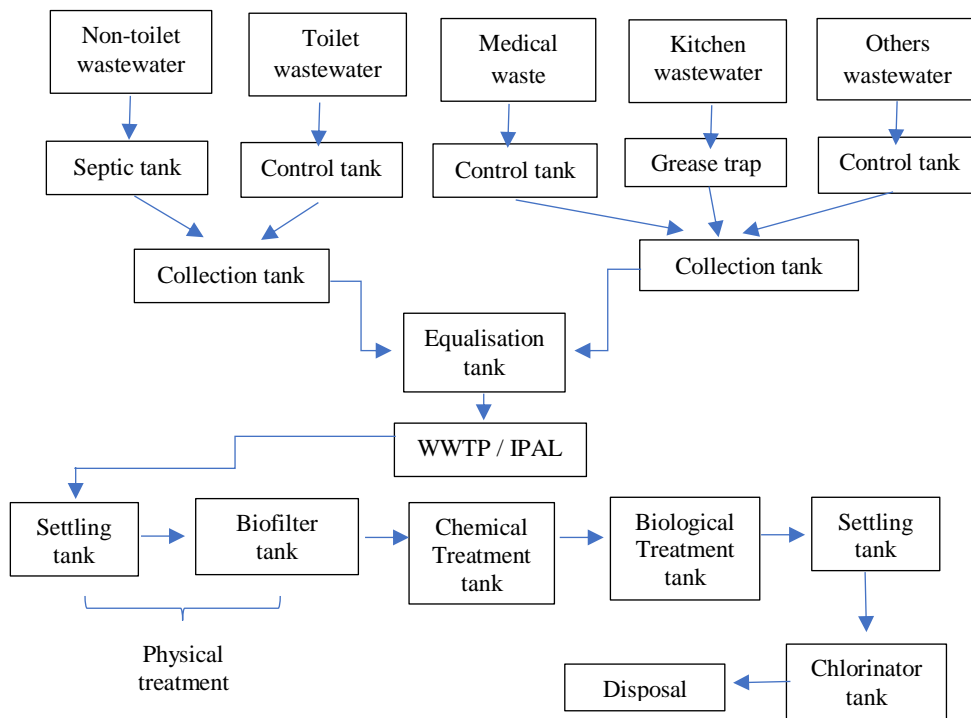 Non-toilet
wastewater
Toilet
wastewater
Medical
waste
Kitchen
wastewater
Others
wastewater
Septic tank
Control tank
Control tank
Grease trap
Control tank
Collection tank
Collection tank
Equalisation
tank
WWTP / IPAL
Settling
tank
Biofilter
tank
Chemical
Treatment
tank
Biological
Treatment
tank
Settling
tank
Physical
treatment
Chlorinator
tank
Disposal